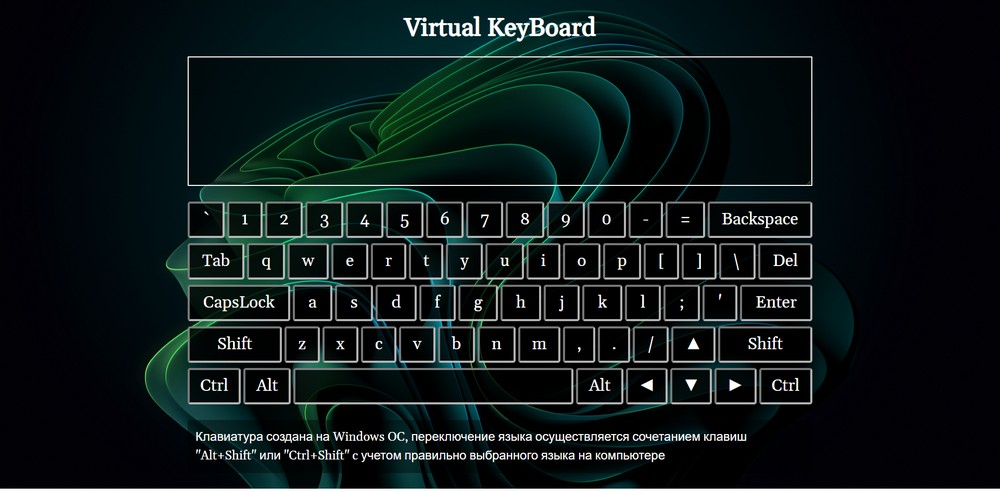 Virtual KeyBoard
` 1 2 3 4 5 6 7 8 9 0 - = Backspace
Tab q w e r t y u i o p [ ] \ Del
CapsLock a s d f g h j k l ; ' Enter
Shift z x c v b n m , . / ▲ Shift
Ctrl Alt Alt ◄ ▼ ► Ctrl
Клавиатура создана на Windows ОС, переключение языка осуществляется сочетанием клавиш
"Alt+Shift" или "Ctrl+Shift" с учетом правильно выбранного языка на компьютере